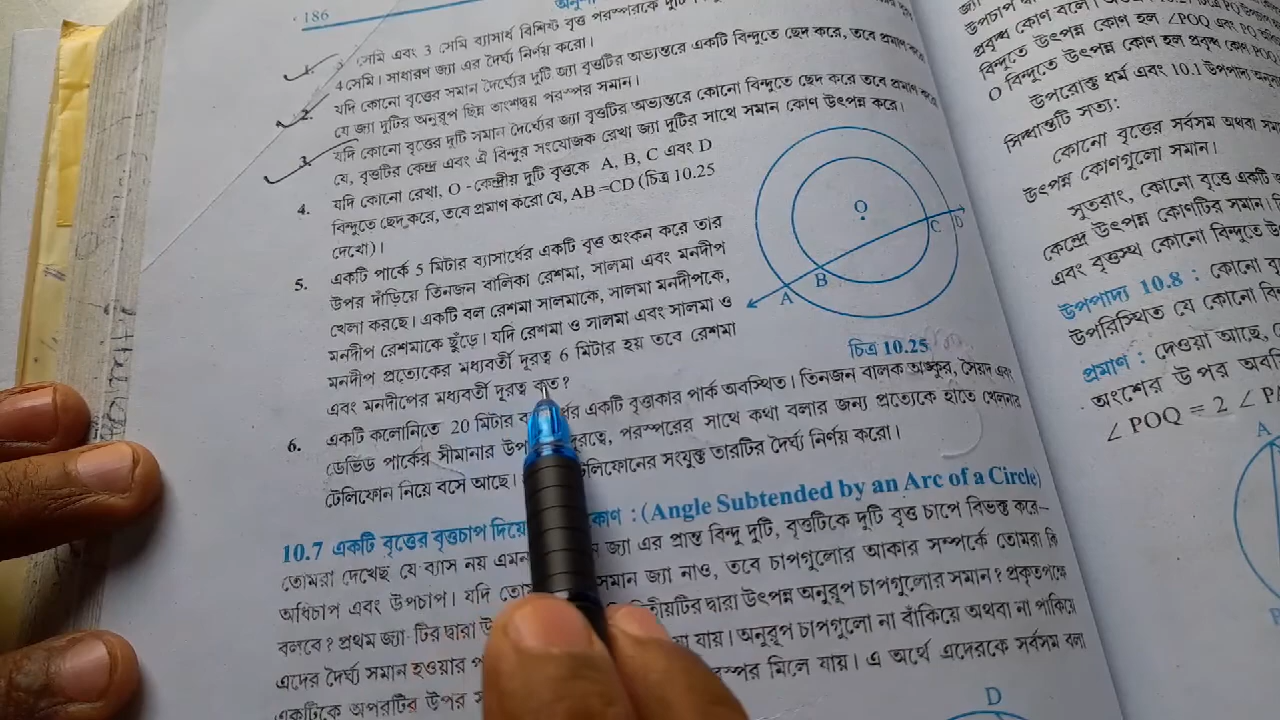 186
1. সেমি এবং 3 সেমি ব্যাসার্ধ বিশিষ্ট বৃত্ত পরস্পরকে দুটি
4 সেমি। সাধারণ জ্যা এর দৈর্ঘ্য নির্ণয় করো।
2. যদি কোনো বৃত্তের সমান দৈর্ঘ্যের দুটি জ্যা বৃত্তটির অভ্যন্তরে একটি বিন্দুতে ছেদ করে, তবে প্রমাণ
যে জ্যা দুটির অনুরূপ ছিন্ন অংশদ্বয় পরস্পর সমান।
3. যদি কোনো বৃত্তের দুটি সমান দৈর্ঘ্যের জ্যা বৃত্তটির অভ্যন্তরে কোনো বিন্দুতে ছেদ করে তবে প্রমাণ
যে, বৃত্তটির কেন্দ্র এবং ঐ বিন্দুর সংযোজক রেখা জ্যা দুটির সাথে সমান কোণ উৎপন্ন করে।
4. যদি কোনো রেখা, O - কেন্দ্রীয় দুটি বৃত্তকে A, B, C এবং D
বিন্দুতে ছেদ করে, তবে প্রমাণ করো যে, AB =CD (চিত্র 10.25
দেখো)।
5. একটি পার্কে 5 মিটার ব্যাসার্ধের একটি বৃত্ত অংকন করে তার
উপর দাঁড়িয়ে তিনজন বালিকা রেশমা, সালমা এবং মনদীপ
খেলা করছে। একটি বল রেশমা সালমাকে, সালমা মনদীপকে,
মনদীপ রেশমাকে ছুঁড়ে। যদি রেশমা ও সালমা এবং সালমা ও
মনদীপ প্রত্যেকের মধ্যবর্তী দূরত্ব 6 মিটার হয় তবে রেশমা
এবং মনদীপের মধ্যবর্তী দূরত্ব কত?
O
A
B
C
D
চিত্র 10.25
6. একটি কলোনিতে 20 মিটার একটি বৃত্তাকার পার্ক অবস্থিত। তিনজন বালক অঙ্কুর, সৈয়দ এবং
ডেভিড পার্কের সীমানার উপ দূরত্বে, পরস্পরের সাথে কথা বলার জন্য প্রত্যেকে হাতে খেলনার
টেলিফোন নিয়ে বসে আছে। টেলিফোনের সংযুক্ত তারটির দৈর্ঘ্য নির্ণয় করো।
10.7 একটি বৃত্তের বৃত্তচাপ দিয়ে কোণ : (Angle Subtended by an Arc of a Circle)
তোমরা দেখেছ যে ব্যাস নয় এমন জ্যা এর প্রান্ত বিন্দু দুটি, বৃত্তটিকে দুটি বৃত্ত চাপে বিভক্ত করে–
অধিচাপ এবং উপচাপ। যদি তো সমান জ্যা নাও, তবে চাপগুলোর আকার সম্পর্কে তোমরা কি
বলবে? প্রথম জ্যা- টির দ্বারা উ দ্বিতীয়টির দ্বারা উৎপন্ন অনুরূপ চাপগুলোর সমান? প্রকৃতপক্ষে
এদের দৈর্ঘ্য সমান হওয়ার প যায়। অনুরূপ চাপগুলো না বাঁকিয়ে অথবা না পাকিয়ে
একটিকে অপরটির উপর স পরস্পর মিলে যায়। এ অর্থে এদেরকে সর্বসম বলা
D
প্রবৃদ্ধ কোণ বলে।
বিন্দুতে উৎপন্ন কোণ হল ∠POQ এবং
O বিন্দুতে উৎপন্ন কোণ হল প্রবৃদ্ধ কোণ POQ
উপরোক্ত ধর্ম এবং 10.1 উপপাদ্য
সিদ্ধান্তটি সত্য:
কোনো বৃত্তের সর্বসম অথবা
উৎপন্ন কোণগুলো সমান।
সুতরাং, কোনো বৃত্তে একটি
কেন্দ্রে উৎপন্ন কোণটির সমান।
এবং বৃত্তস্থ কোনো বিন্দুতে
উপপাদ্য 10.8 : কোনো
উপরিস্থিত যে কোনো
প্রমাণ : দেওয়া আছে,
অংশের উপর
∠POQ = 2 ∠
A